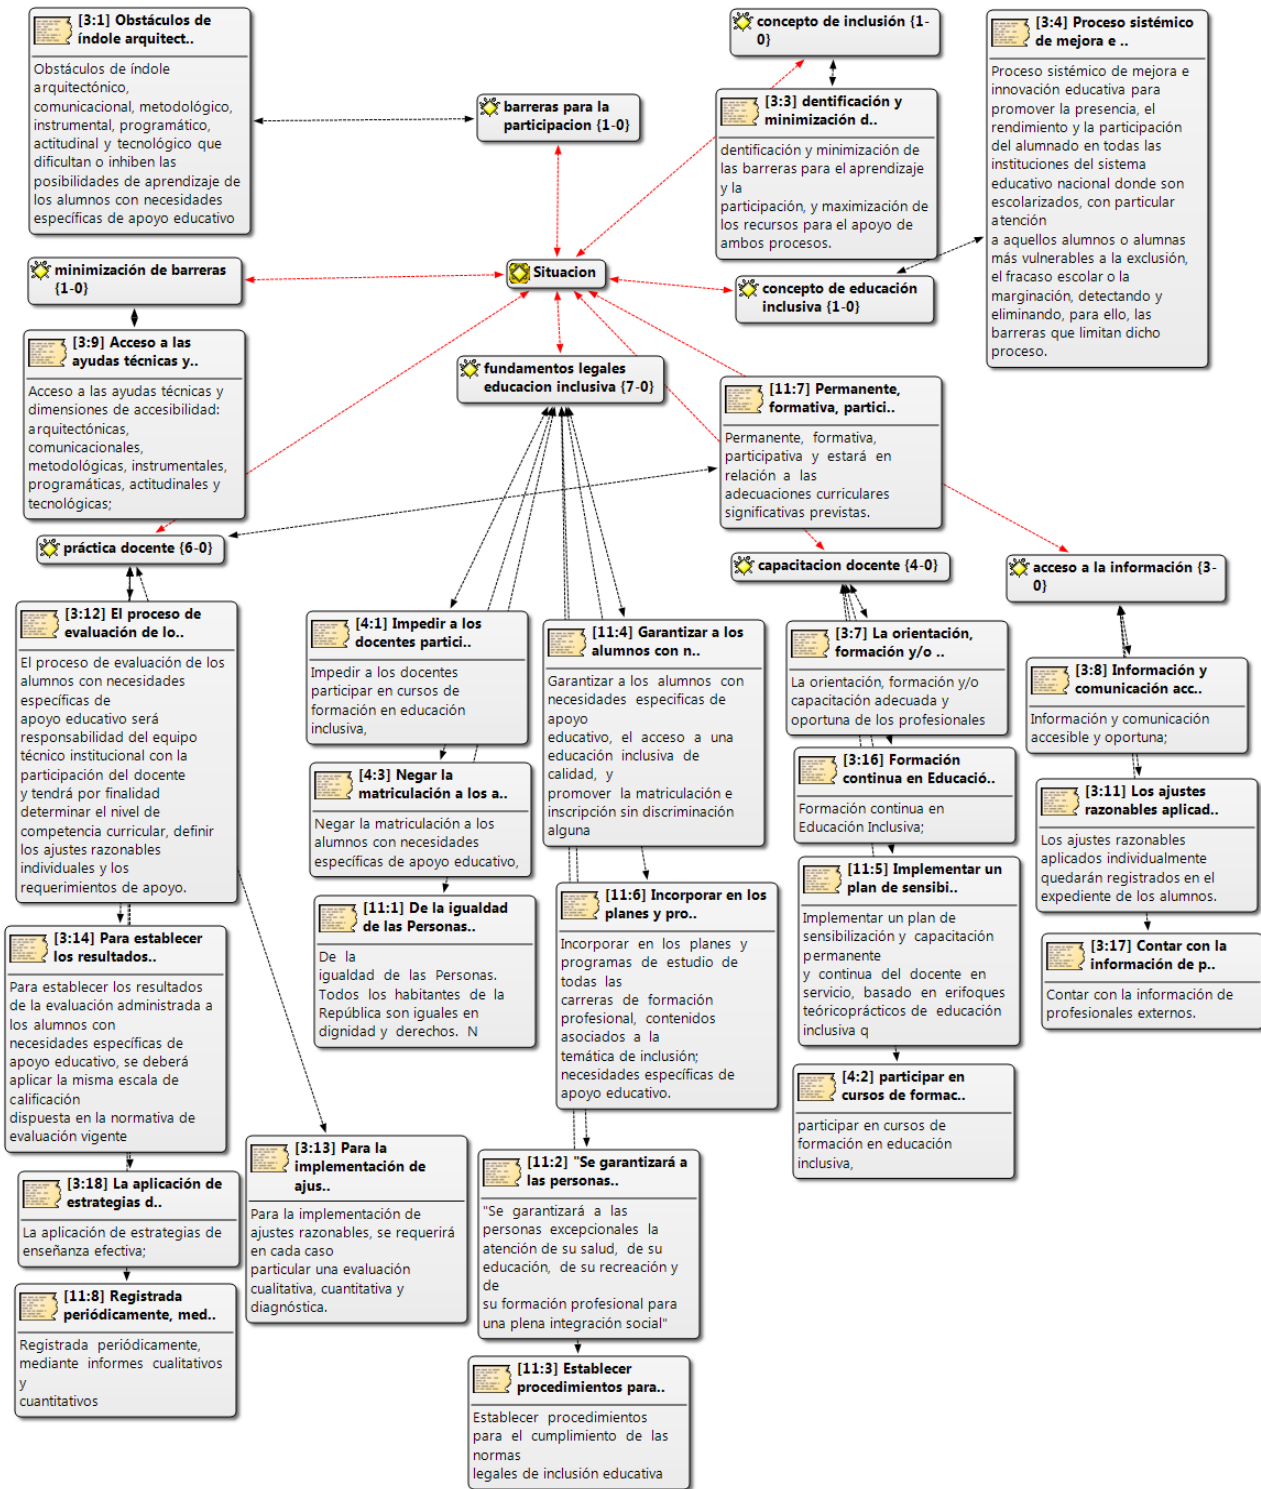 [3:1] Obstáculos de
índole arquitect..
Obstáculos de índole
arquitectónico,
comunicacional, metodológico,
instrumental, programático,
actitudinal y tecnológico que
dificultan o inhiben las
posibilidades de aprendizaje de
los alumnos con necesidades
específicas de apoyo educativo
barreras para la
participacion {1-0}
concepto de inclusión {1-
0}
[3:3] dentificación y
minimización d..
dentificación y minimización de
las barreras para el aprendizaje
y la
participación, y maximización de
los recursos para el apoyo de
ambos procesos.
[3:4] Proceso sistémico
de mejora e ..
Proceso sistémico de mejora e
innovación educativa para
promover la presencia, el
rendimiento y la participación
del alumnado en todas las
instituciones del sistema
educativo nacional donde son
escolarizados, con particular
atención
a aquellos alumnos o alumnas
más vulnerables a la exclusión,
el fracaso escolar o la
marginación, detectando y
eliminando, para ello, las
barreras que limitan dicho
proceso.
minimización de barreras
{1-0}
Situacion
concepto de educación
inclusiva {1-0}
[3:9] Acceso a las
ayudas técnicas y..
Acceso a las ayudas técnicas y
dimensiones de accesibilidad:
arquitectónicas,
comunicacionales,
metodológicas, instrumentales,
programáticas, actitudinales y
tecnológicas;
fundamentos legales
educacion inclusiva {7-0}
[11:7] Permanente,
formativa, partici..
Permanente, formativa,
participativa y estará en
relación a las
adecuaciones curriculares
significativas previstas.
práctica docente {6-0}
capacitacion docente {4-0}
acceso a la información {3-
0}
[3:12] El proceso de
evaluación de lo..
El proceso de evaluación de los
alumnos con necesidades
específicas de
apoyo educativo será
responsabilidad del equipo
técnico institucional con la
participación del docente
y tendrá por finalidad
determinar el nivel de
competencia curricular, definir
los ajustes razonables
individuales y los
requerimientos de apoyo.
[4:1] Impedir a los
docentes partici..
Impedir a los docentes
participar en cursos de
formación en educación
inclusiva,
[11:4] Garantizar a los
alumnos con n..
Garantizar a los alumnos con
necesidades especificas de
apoyo
educativo, el acceso a una
educación inclusiva de
calidad, y
promover la matriculación e
inscripción sin discriminación
alguna
[3:7] La orientación,
formación y/o ..
La orientación, formación y/o
capacitación adecuada y
oportuna de los profesionales
[3:8] Información y
comunicación acc..
Información y comunicación
accesible y oportuna;
[4:3] Negar la
matriculación a los a..
Negar la matriculación a los
alumnos con necesidades
específicas de apoyo educativo,
[3:16] Formación
continua en Educació..
Formación continua en
Educación Inclusiva;
[3:11] Los ajustes
razonables aplicad..
Los ajustes razonables
aplicados individualmente
quedarán registrados en el
expediente de los alumnos.
[11:1] De la igualdad
de las Personas..
De la
igualdad de las Personas.
Todos los habitantes de la
República son iguales en
dignidad y derechos. N
[11:6] Incorporar en los
planes y pro..
Incorporar en los planes y
programas de estudio de
todas las
carreras de formación
profesional, contenidos
asociados a la
temática de inclusión;
necesidades específicas de
apoyo educativo.
[11:5] Implementar un
plan de sensibi..
Implementar un plan de
sensibilización y capacitación
permanente
y continua del docente en
servicio, basado en erifoques
teóricoprácticos de educación
inclusiva q
[3:17] Contar con la
información de p..
Contar con la información de
profesionales externos.
[3:14] Para establecer
los resultados..
Para establecer los resultados
de la evaluación administrada a
los alumnos con
necesidades específicas de
apoyo educativo, se deberá
aplicar la misma escala de
calificación
dispuesta en la normativa de
evaluación vigente
[4:2] participar en
cursos de formac..
participar en cursos de
formación en educación
inclusiva,
[3:13] Para la
implementación de
ajus..
Para la implementación de
ajustes razonables, se requerirá
en cada caso
particular una evaluación
cualitativa, cuantitativa y
diagnóstica.
[11:2] "Se garantizará a
las personas..
"Se garantizará a las
personas excepcionales la
atención de su salud, de su
educación, de su recreación y
de
su formación profesional para
una plena integración social"
[3:18] La aplicación de
estrategias d..
La aplicación de estrategias de
enseñanza efectiva;
[11:8] Registrada
periódicamente, med..
Registrada periódicamente,
mediante informes cualitativos
y
cuantitativos
[11:3] Establecer
procedimientos para..
Establecer procedimientos
para el cumplimiento de las
normas
legales de inclusión educativa